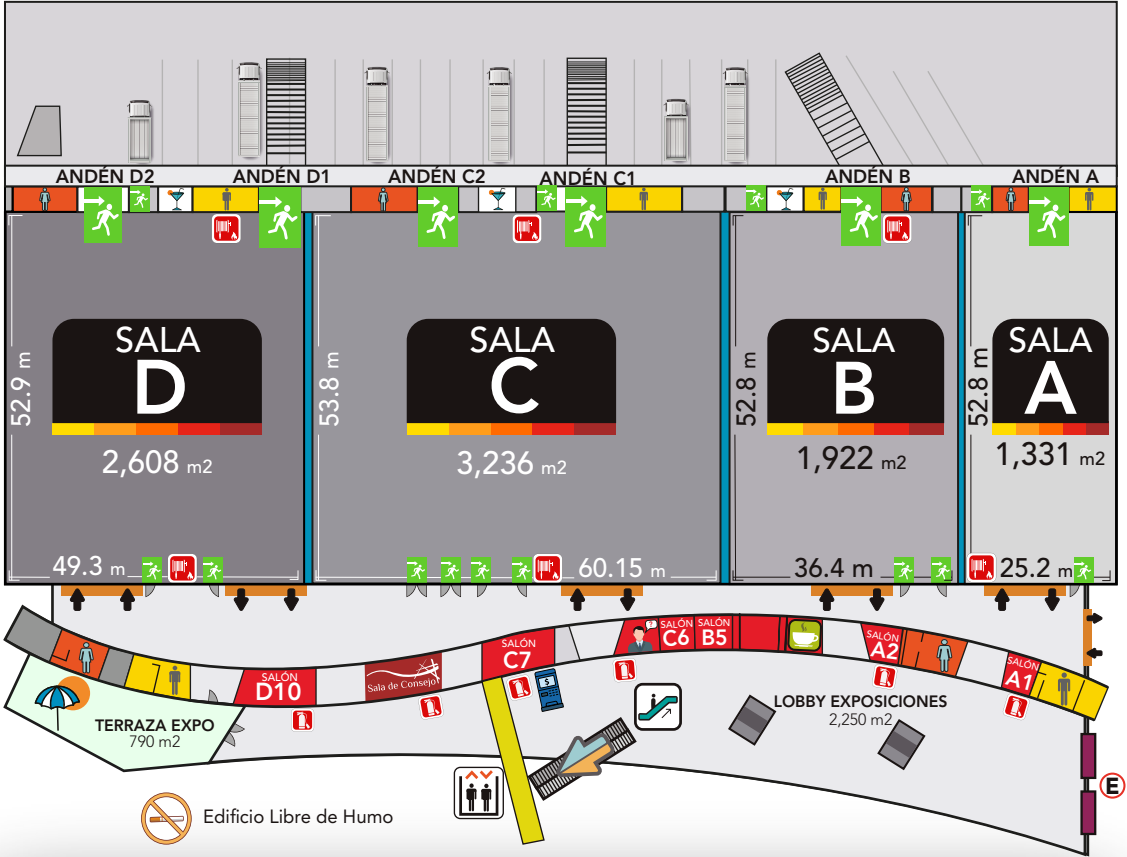 ANDÉN D2
ANDÉN D1
ANDÉN C2
ANDÉN C1
ANDÉN B
ANDÉN A
SALA
D
2,608 m2
52.9 m
49.3 m
SALA
C
3,236 m2
53.8 m
60.15 m
SALA
B
1,922 m2
52.8 m
36.4 m
SALA
A
1,331 m2
52.8 m
25.2 m
SALÓN
D10
Sala de Consejo
SALÓN
C7
$
?
SALÓN
C6
SALÓN
B5
SALÓN
A2
SALÓN
A1
TERRAZA EXPO
790 m2
LOBBY EXPOSICIONES
2,250 m2
E
Edificio Libre de Humo